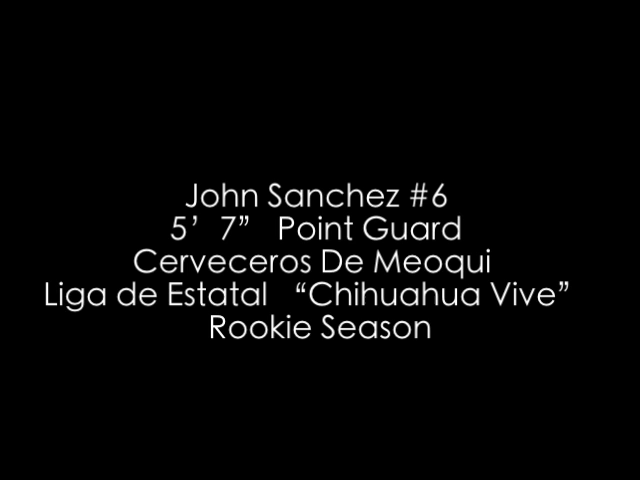 John Sanchez #6
5’ 7” Point Guard
Cerveceros De Meoqui
Liga de Estatal “Chihuahua Vive”
Rookie Season